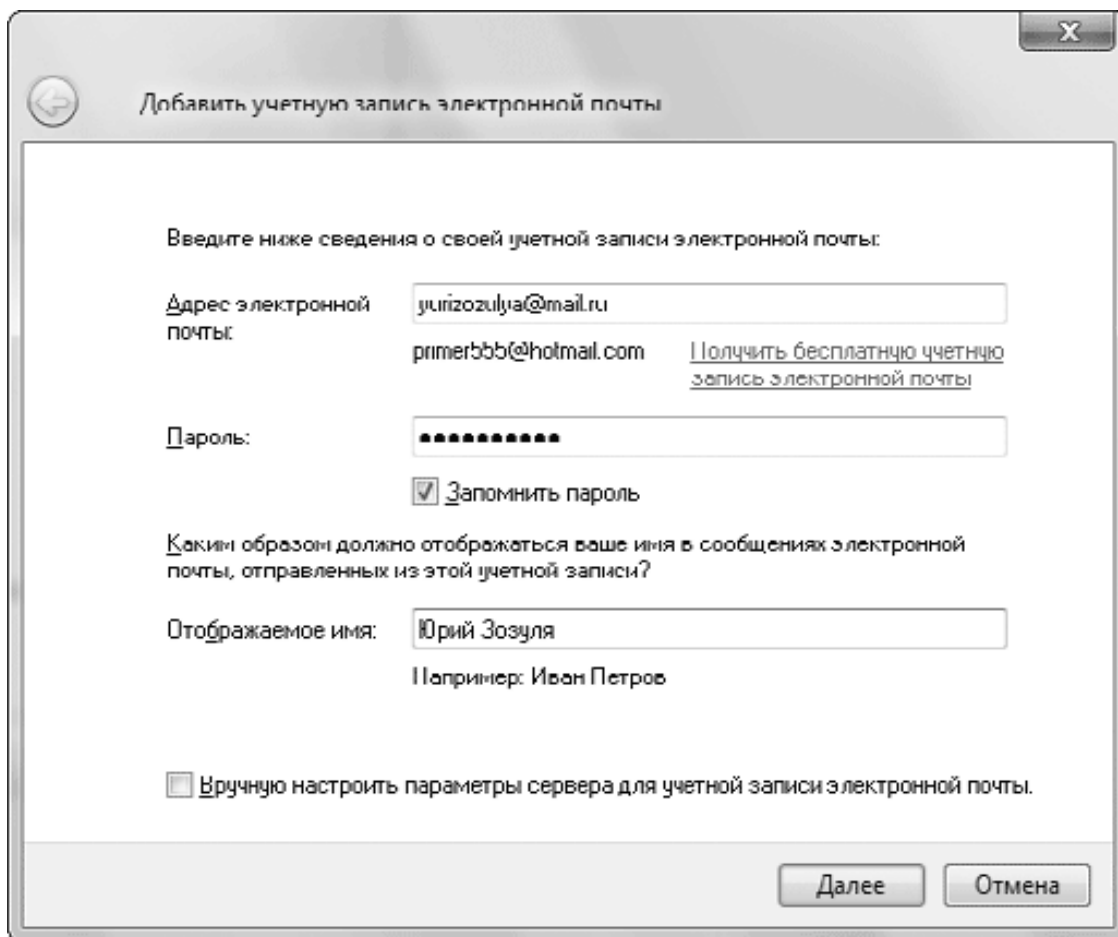 X
Добавить учетную запись электронной почты
Введите ниже сведения о своей учетной записи электронной почты:
Адрес электронной
почты:
yurizozulya@mail.ru
primer555@hotmail.com
Получить бесплатную учетную
запись электронной почты
Пароль:
••••••••••
Запомнить пароль
Каким образом должно отображаться ваше имя в сообщениях электронной
почты, отправленных из этой учетной записи?
Отображаемое имя:
Юрий Зозуля
Например: Иван Петров
Вручную настроить параметры сервера для учетной записи электронной почты.
Далее
Отмена